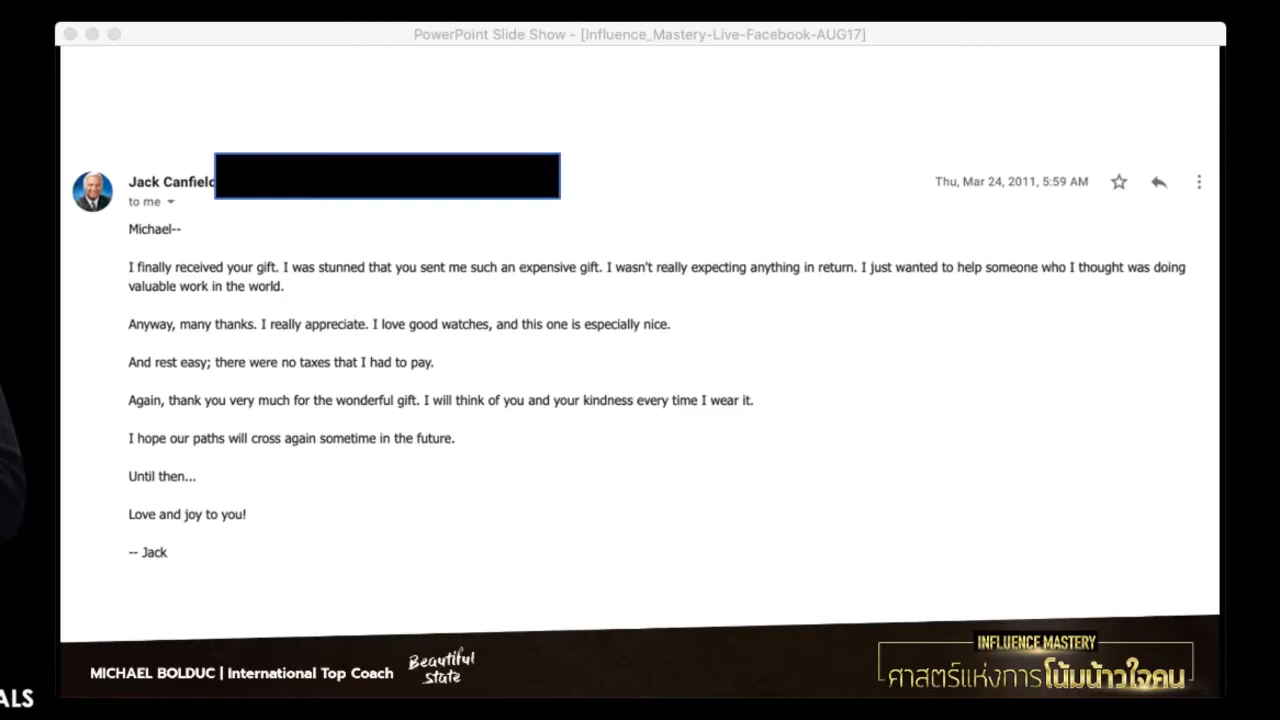 PowerPoint Slide Show - [Influence_Mastery-Live-Facebook-AUG17]
Jack Canfield
Thu, Mar 24, 2011, 5:59 AM
to me
Michael--
I finally received your gift. I was stunned that you sent me such an expensive gift. I wasn't really expecting anything in return. I just wanted to help someone who I thought was doing
valuable work in the world.
Anyway, many thanks. I really appreciate. I love good watches, and this one is especially nice.
And rest easy; there were no taxes that I had to pay.
Again, thank you very much for the wonderful gift. I will think of you and your kindness every time I wear it.
I hope our paths will cross again sometime in the future.
Until then...
Love and joy to you!
-- Jack
MICHAEL BOLDUC | International Top Coach
Beautiful
state
INFLUENCE MASTERY
ศาสตร์แห่งการโน้มน้าวใจคน
ALS